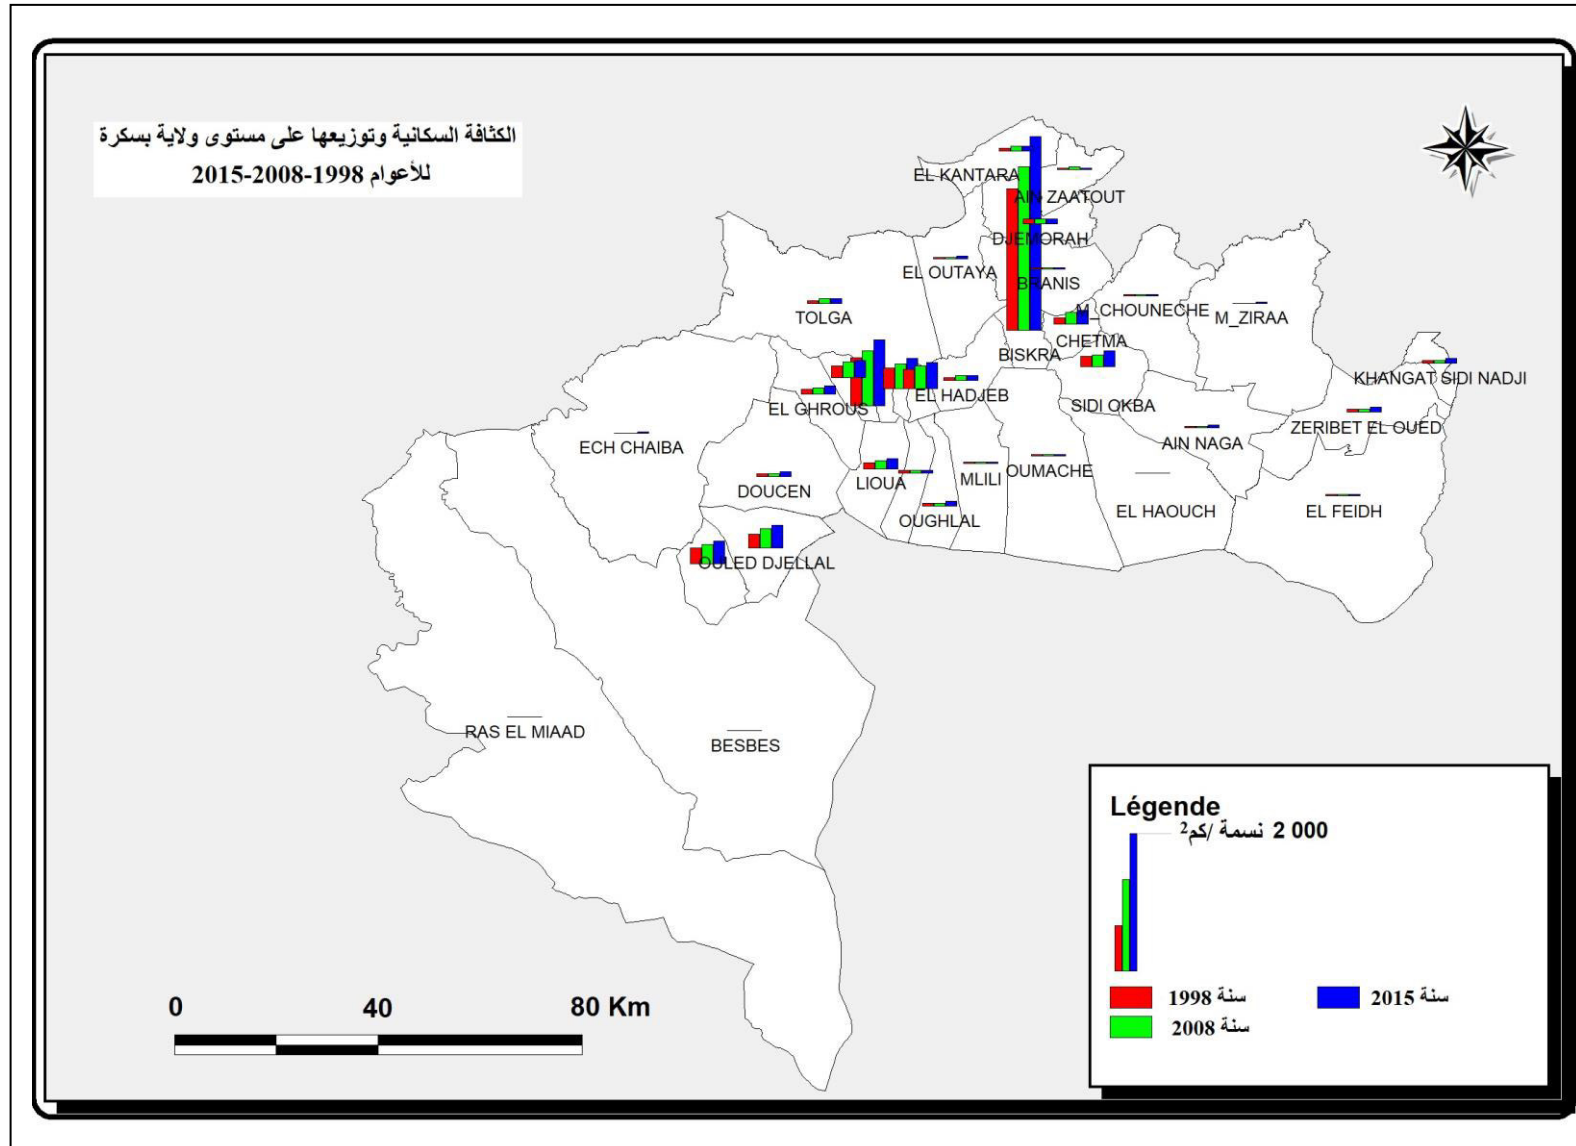 الكثافة السكانية وتوزيعها على مستوى ولاية بسكرة
للأعوام 1998-2008-2015
EL KANTARA
AIN ZAATOUT
DJEMORAH
EL OUTAYA
BRANIS
M_CHOUNECHE
M_ZIRAA
TOLGA
CHETMA
BISKRA
KHANGAT SIDI NADJI
EL HADJEB
SIDI OKBA
EL GHROUS
ZERIBET EL OUED
AIN NAGA
ECH CHAIBA
OUMACHE
LIOUA
MLILI
DOUCEN
EL HAOUCH
EL FEIDH
OUGHLAL
OULED DJELLAL
RAS EL MIAAD
BESBES
Légende
2 000 نسمة /كم²
سنة 1998
سنة 2015
سنة 2008
0 40 80 Km